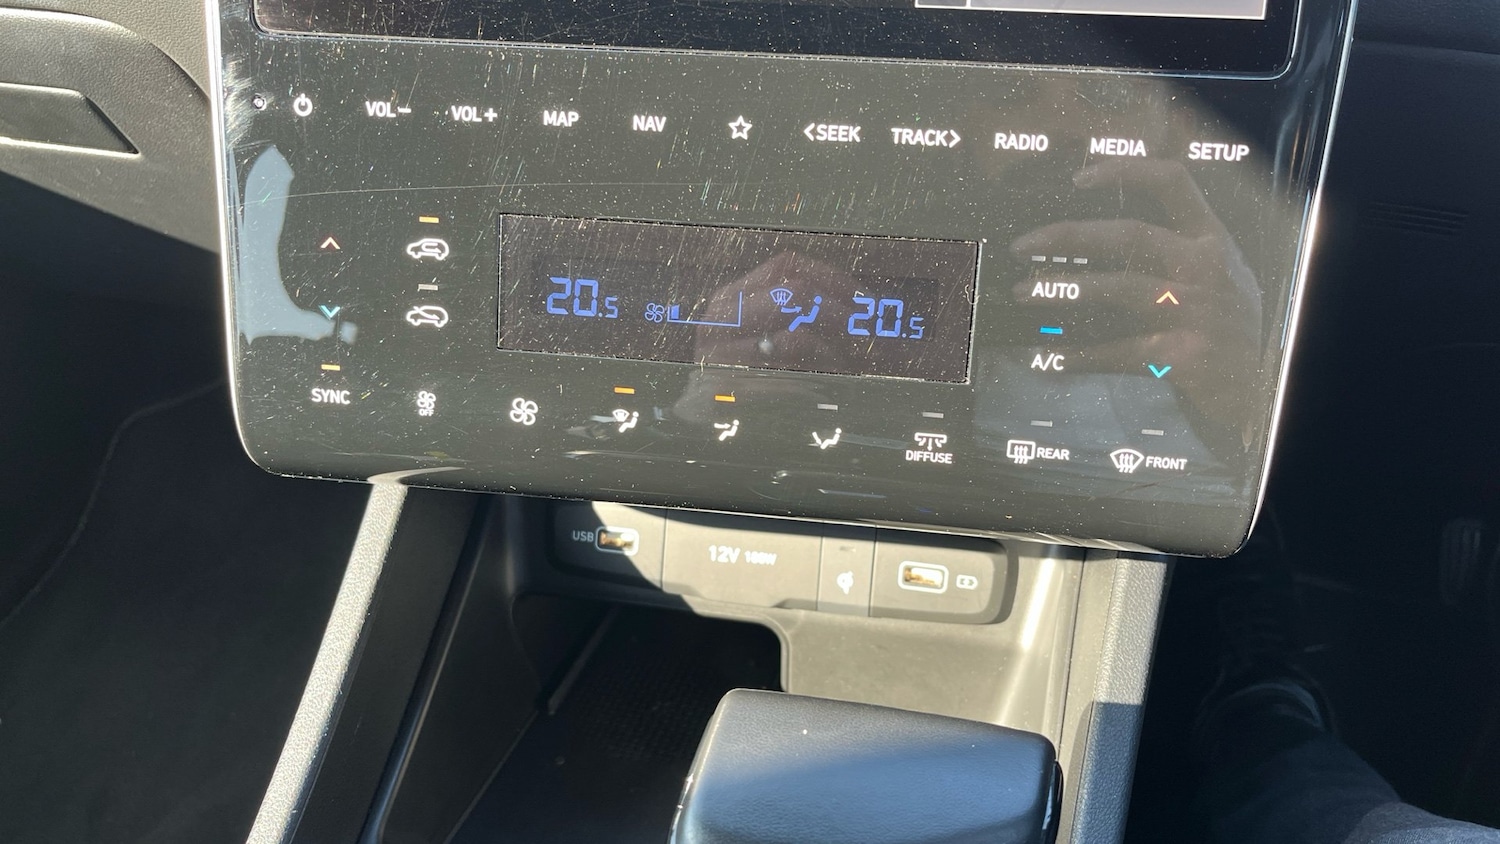 VOL– VOL+ MAP NAV <SEEK TRACK> RADIO MEDIA SETUP
20.5 20.5
AUTO
A/C
SYNC OFF DIFFUSE REAR FRONT
USB 12V 180W